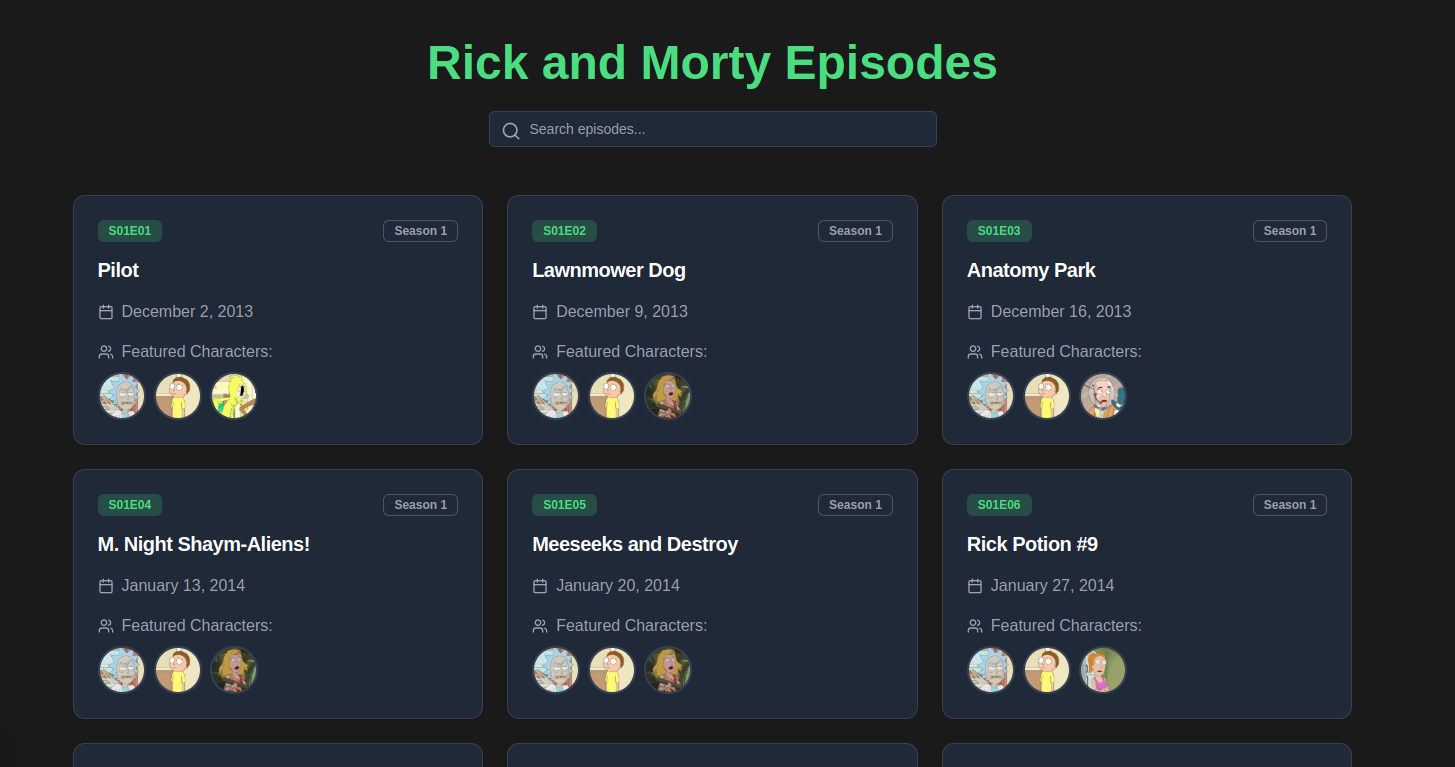 Rick and Morty Episodes
Search episodes...
S01E01
Season 1
Pilot
December 2, 2013
Featured Characters:
S01E02
Season 1
Lawnmower Dog
December 9, 2013
Featured Characters:
S01E03
Season 1
Anatomy Park
December 16, 2013
Featured Characters:
S01E04
Season 1
M. Night Shaym-Aliens!
January 13, 2014
Featured Characters:
S01E05
Season 1
Meeseeks and Destroy
January 20, 2014
Featured Characters:
S01E06
Season 1
Rick Potion #9
January 27, 2014
Featured Characters: